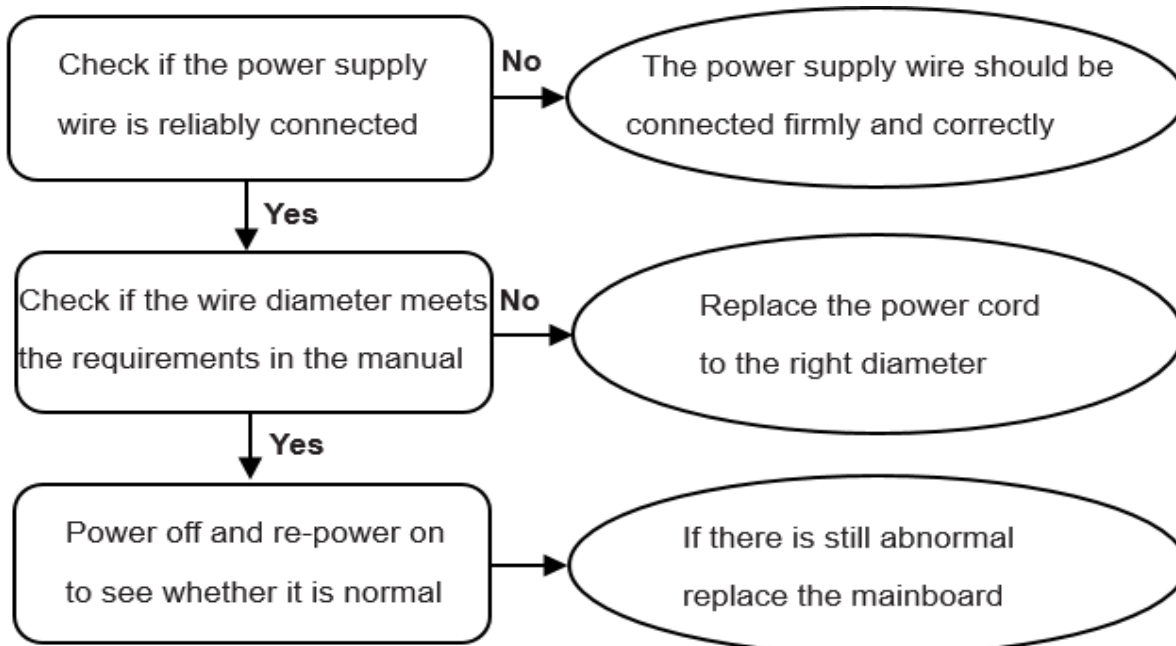 Check if the power supply
wire is reliably connected
No
The power supply wire should be
connected firmly and correctly
Yes
Check if the wire diameter meets
the requirements in the manual
No
Replace the power cord
to the right diameter
Yes
Power off and re-power on
to see whether it is normal
If there is still abnormal
replace the mainboard